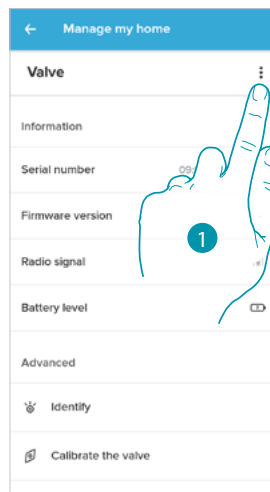 Manage my home
Valve
Information
Serial number 09:
Firmware version
Radio signal
Battery level
1
Advanced
Identify
Calibrate the valve